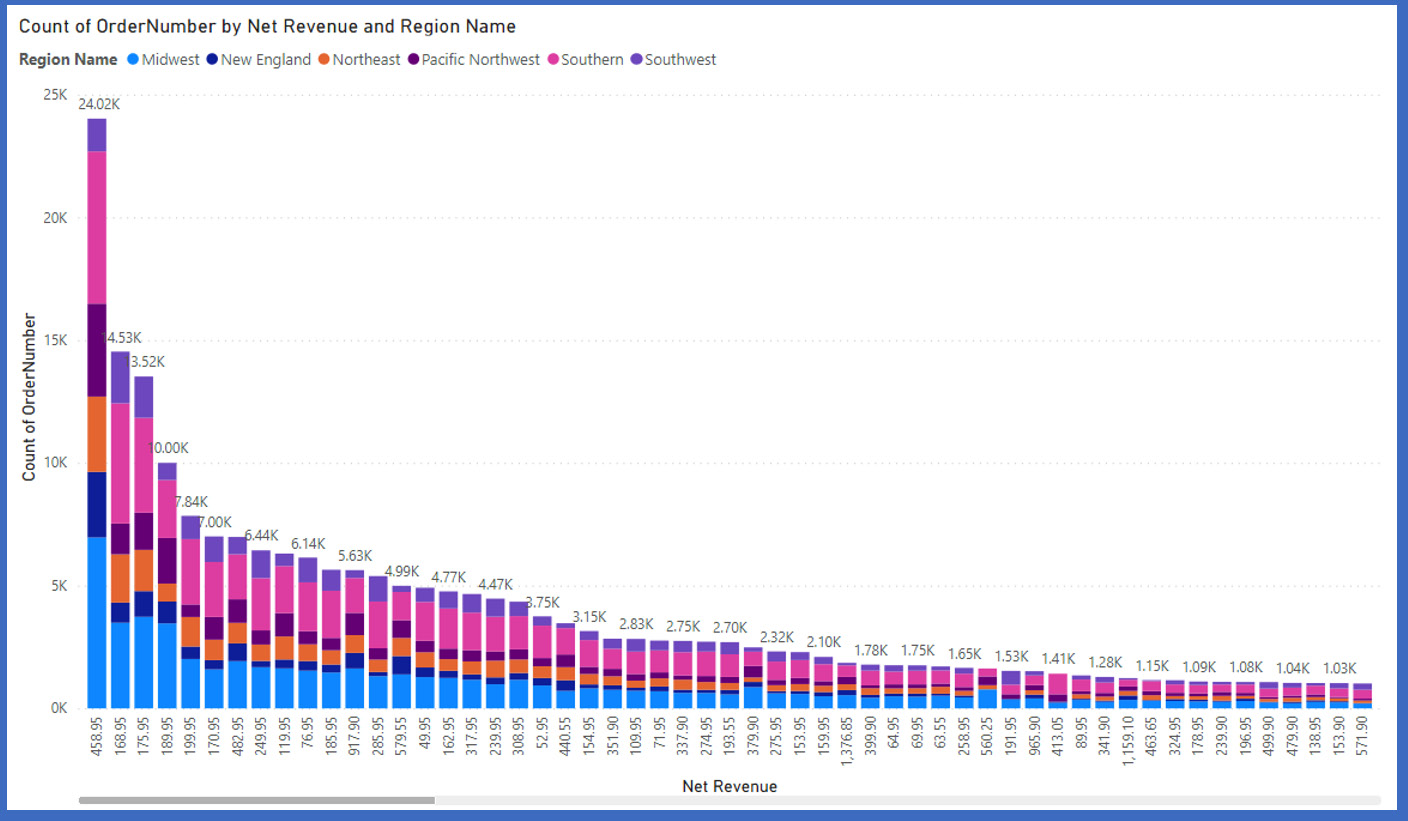 Count of OrderNumber by Net Revenue and Region Name
Region Name Midwest New England Northeast Pacific Northwest Southern Southwest
25K
24.02K
20K
15K
14.53K
3.52K
10.00K
10K
7.84K
7.00K
6.44K
6.14K
5.63K
4.99K
4.77K
4.47K
3.75K
3.15K
2.83K
2.75K
2.70K
2.32K
2.10K
1.78K
1.75K
1.65K
1.53K
1.41K
1.28K
1.15K
1.09K
1.08K
1.04K
1.03K
5K
0K
Count of OrderNumber
458.95
168.95
175.95
189.95
199.95
170.95
482.95
249.95
119.95
76.95
185.95
917.90
285.95
579.55
49.95
162.95
317.95
239.95
308.95
52.95
440.55
154.95
351.90
109.95
71.95
337.90
274.95
193.55
379.90
275.95
153.95
159.95
1,376.85
399.90
64.95
69.95
63.55
258.95
560.25
191.95
965.90
413.05
89.95
341.90
1,159.10
463.65
324.95
178.95
239.90
196.95
499.90
479.90
138.95
153.90
571.90
Net Revenue